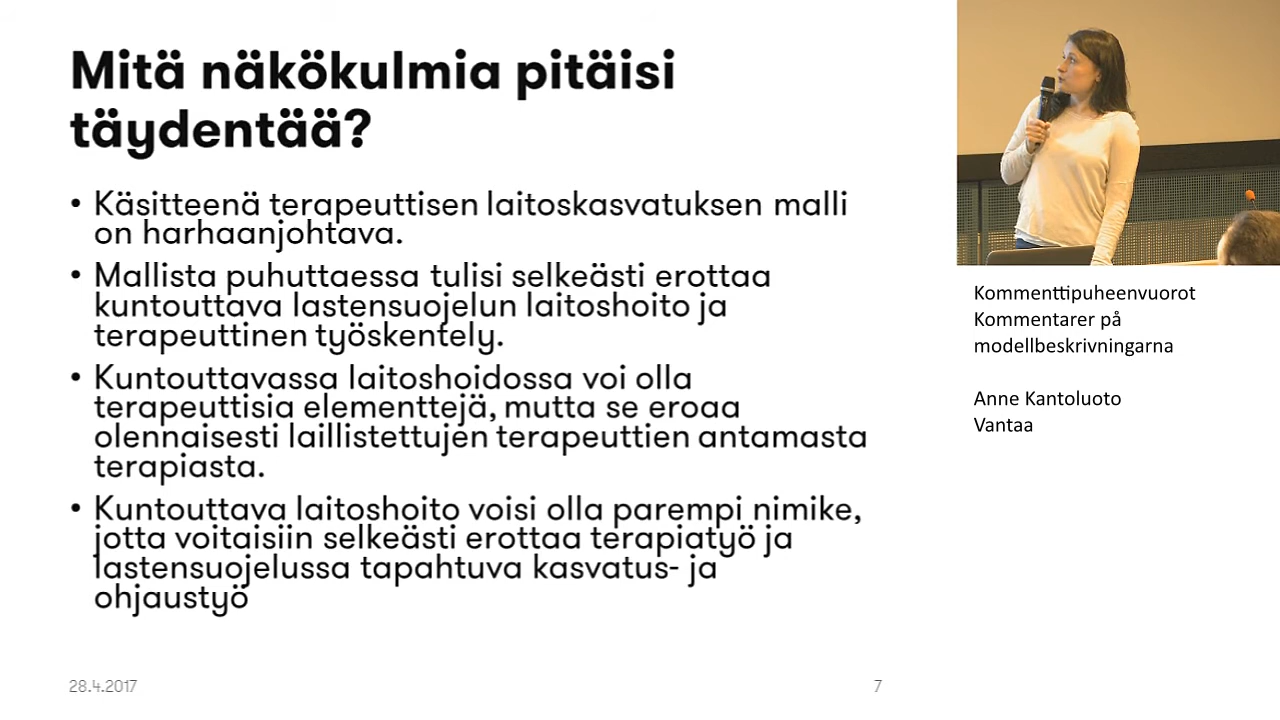 Mitä näkökulmia pitäisi
täydentää?
• Käsitteenä terapeuttisen laitoskasvatuksen malli
on harhaanjohtava.
• Mallista puhuttaessa tulisi selkeästi erottaa
kuntouttava lastensuojelun laitoshoito ja
terapeuttinen työskentely.
• Kuntouttavassa laitoshoidossa voi olla
terapeuttisia elementtejä, mutta se eroaa
olennaisesti laillistettujen terapeuttien antamasta
terapiasta.
• Kuntouttava laitoshoito voisi olla parempi nimike,
jotta voitaisiin selkeästi erottaa terapiatyö ja
lastensuojelussa tapahtuva kasvatus- ja
ohjaustyö
28.4.2017
7
Kommenttipuheenvuorot
Kommentarer på
modellbeskrivningarna
Anne Kantoluoto
Vantaa